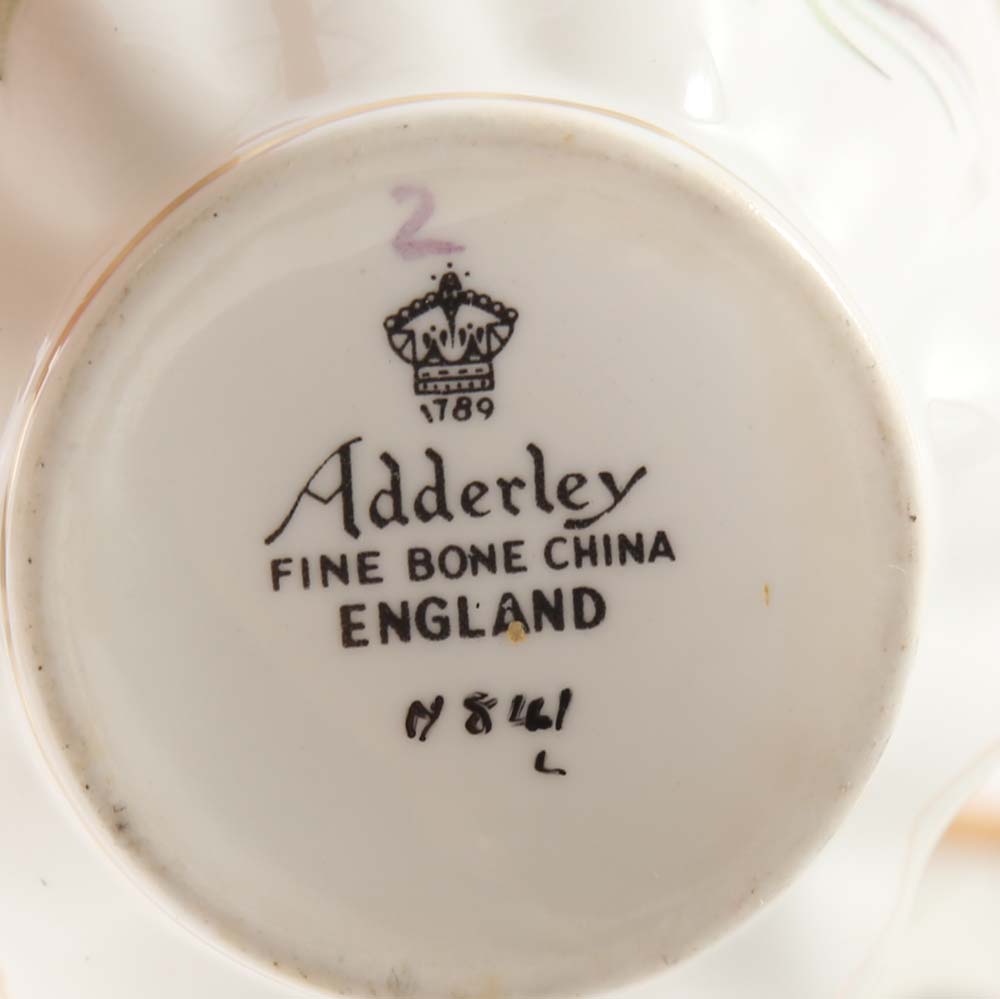 2
1789
Adderley
FINE BONE CHINA
ENGLAND
N 841
L